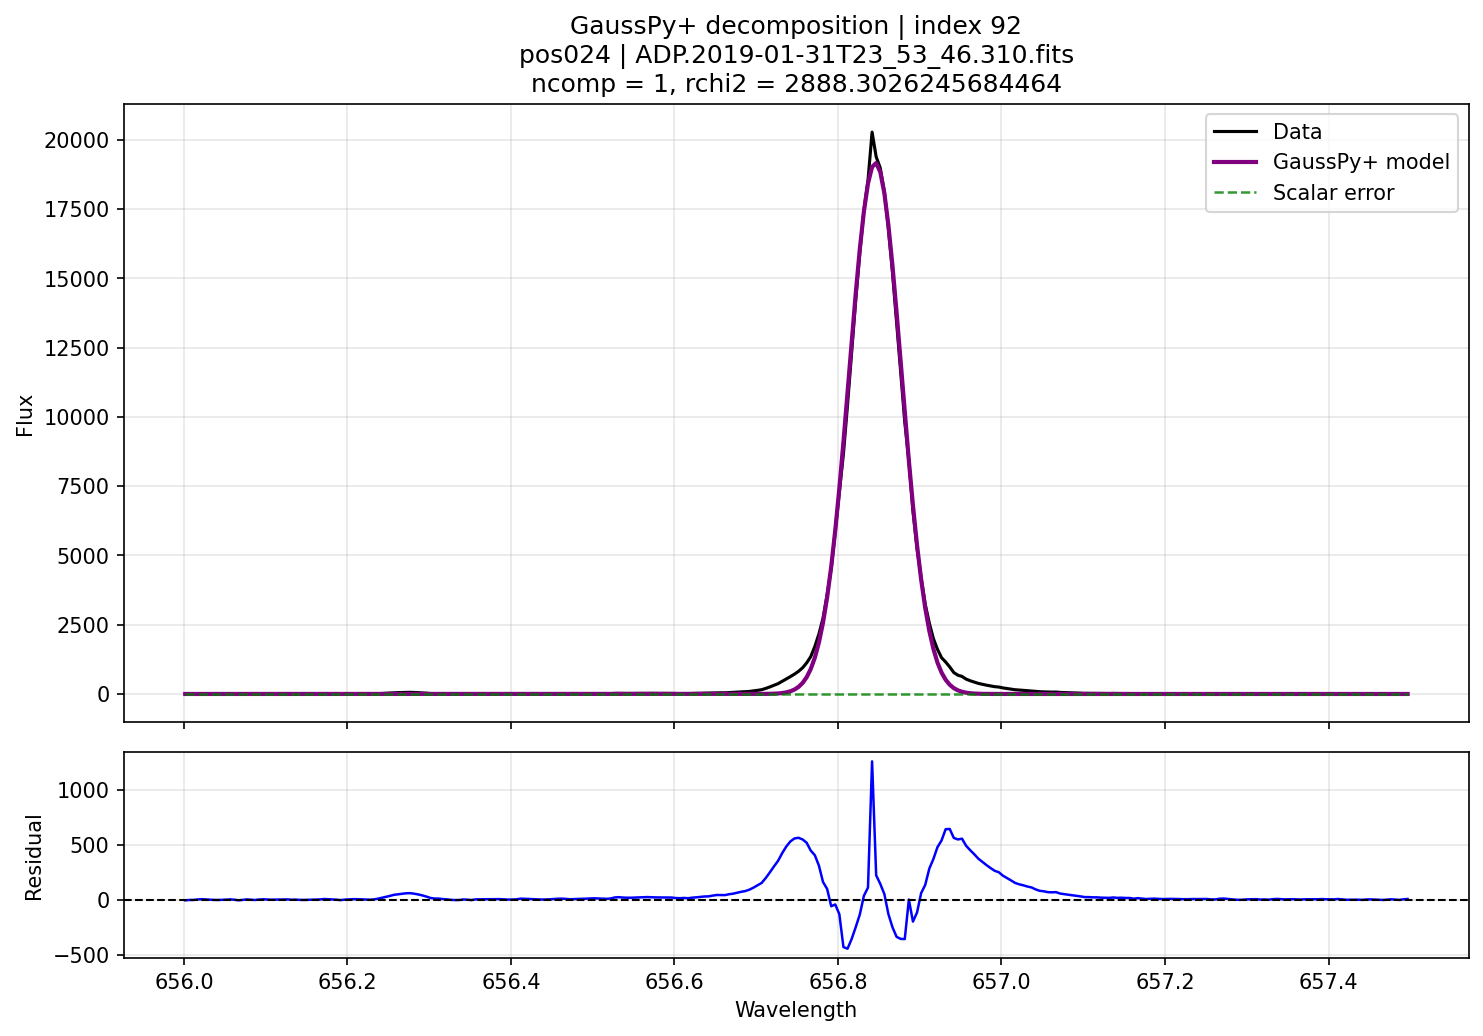 GaussPy+ decomposition | index 92
pos024 | ADP.2019-01-31T23_53_46.310.fits
ncomp = 1, rchi2 = 2888.3026245684464
Data
GaussPy+ model
Scalar error
Flux
20000
17500
15000
12500
10000
7500
5000
2500
0
Residual
1000
500
0
−500
656.0
656.2
656.4
656.6
656.8
657.0
657.2
657.4
Wavelength